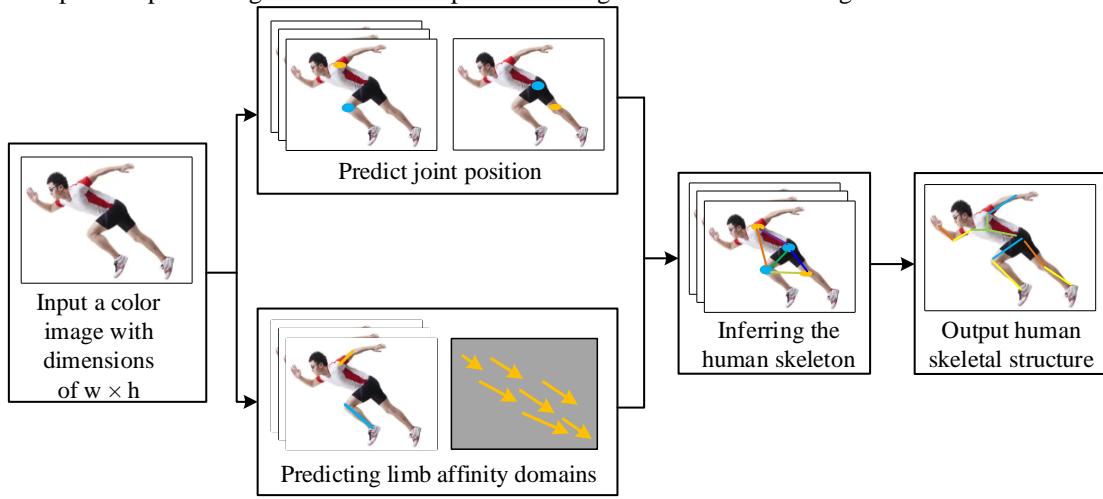 Predict joint position
Input a color
image with
dimensions
of w × h
Predicting limb affinity domains
Inferring the
human skeleton
Output human
skeletal structure